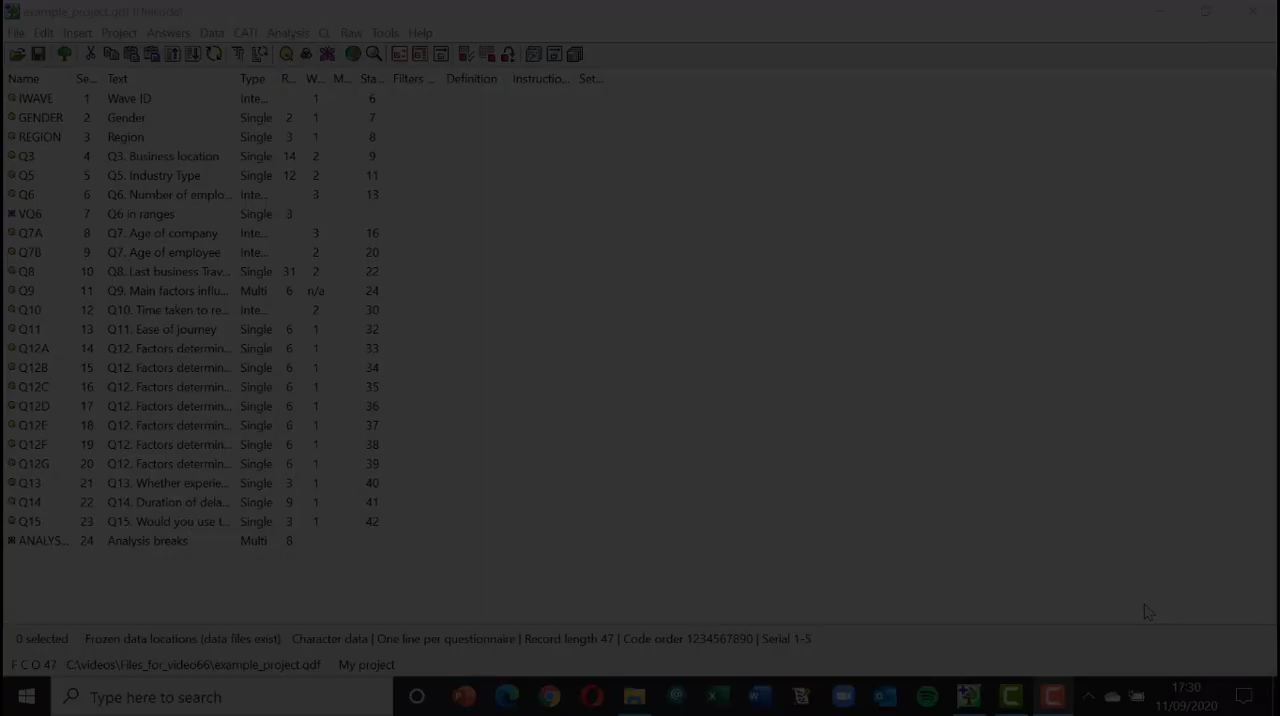 example_project.qdf (Finkoda)
File Edit Insert Project Answers Data CATI Analysis CL Raw Tools Help
Name Se... Text Type R... W... M... Sta... Filters ... Definition Instructio... Set...
IWAVE 1 Wave ID Inte... 1 6
GENDER 2 Gender Single 2 1 7
REGION 3 Region Single 3 1 8
Q3 4 Q3. Business location Single 14 2 9
Q5 5 Q5. Industry Type Single 12 2 11
Q6 6 Q6. Number of emplo... Inte... 3 13
VQ6 7 Q6 in ranges Single 3
Q7A 8 Q7. Age of company Inte... 3 16
Q7B 9 Q7. Age of employee Inte... 2 20
Q8 10 Q8. Last business Trav... Single 31 2 22
Q9 11 Q9. Main factors influ... Multi 6 n/a 24
Q10 12 Q10. Time taken to re... Inte... 2 30
Q11 13 Q11. Ease of journey Single 6 1 32
Q12A 14 Q12. Factors determin... Single 6 1 33
Q12B 15 Q12. Factors determin... Single 6 1 34
Q12C 16 Q12. Factors determin... Single 6 1 35
Q12D 17 Q12. Factors determin... Single 6 1 36
Q12E 18 Q12. Factors determin... Single 6 1 37
Q12F 19 Q12. Factors determin... Single 6 1 38
Q12G 20 Q12. Factors determin... Single 6 1 39
Q13 21 Q13. Whether experie... Single 3 1 40
Q14 22 Q14. Duration of dela... Single 9 1 41
Q15 23 Q15. Would you use t... Single 3 1 42
ANALYS... 24 Analysis breaks Multi 8
0 selected Frozen data locations (data files exist) Character data | One line per questionnaire | Record length 47 | Code order 1234567890 | Serial 1-5
F C O 47 C:\videos\Files_for_video66\example_project.qdf My project
Type here to search
17:30
11/09/2020